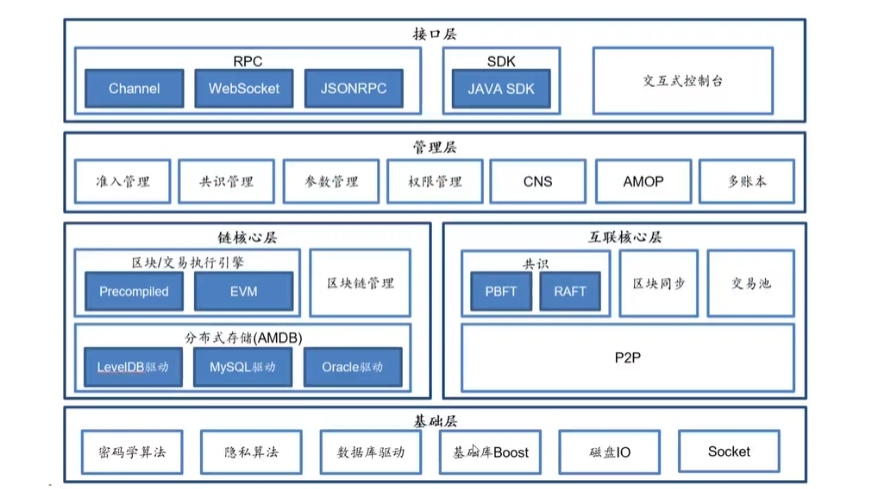 接口层
RPC
Channel
WebSocket
JSONRPC
SDK
JAVA SDK
交互式控制台
管理层
准入管理
共识管理
参数管理
权限管理
CNS
AMOP
多账本
链核心层
区块/交易执行引擎
Precompiled
EVM
区块链管理
分布式存储(AMDB)
LevelDB驱动
MySQL驱动
Oracle驱动
互联核心层
共识
PBFT
RAFT
区块同步
交易池
P2P
基础层
密码学算法
隐私算法
数据库驱动
基础库Boost
磁盘IO
Socket